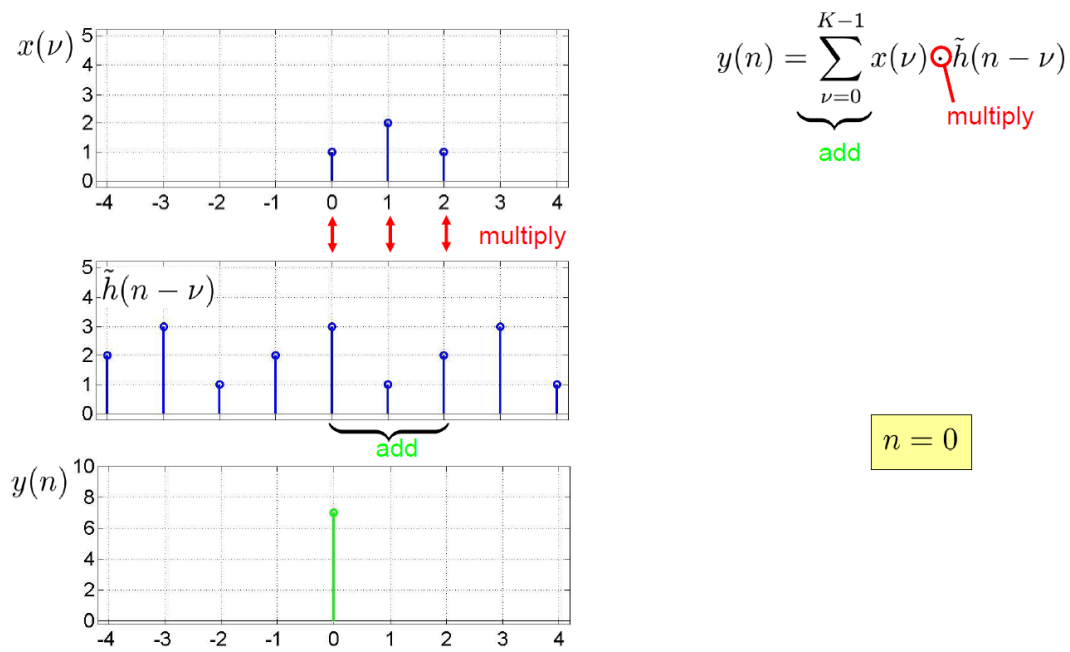 x(ν)
5
4
3
2
1
0
-4 -3 -2 -1 0 1 2 3 4
multiply
y(n) = ∑_{ν=0}^{K−1} x(ν) · h̃(n − ν)
add
multiply
h̃(n − ν)
5
4
3
2
1
0
add
n = 0
y(n)
10
8
6
4
2
0
-4 -3 -2 -1 0 1 2 3 4